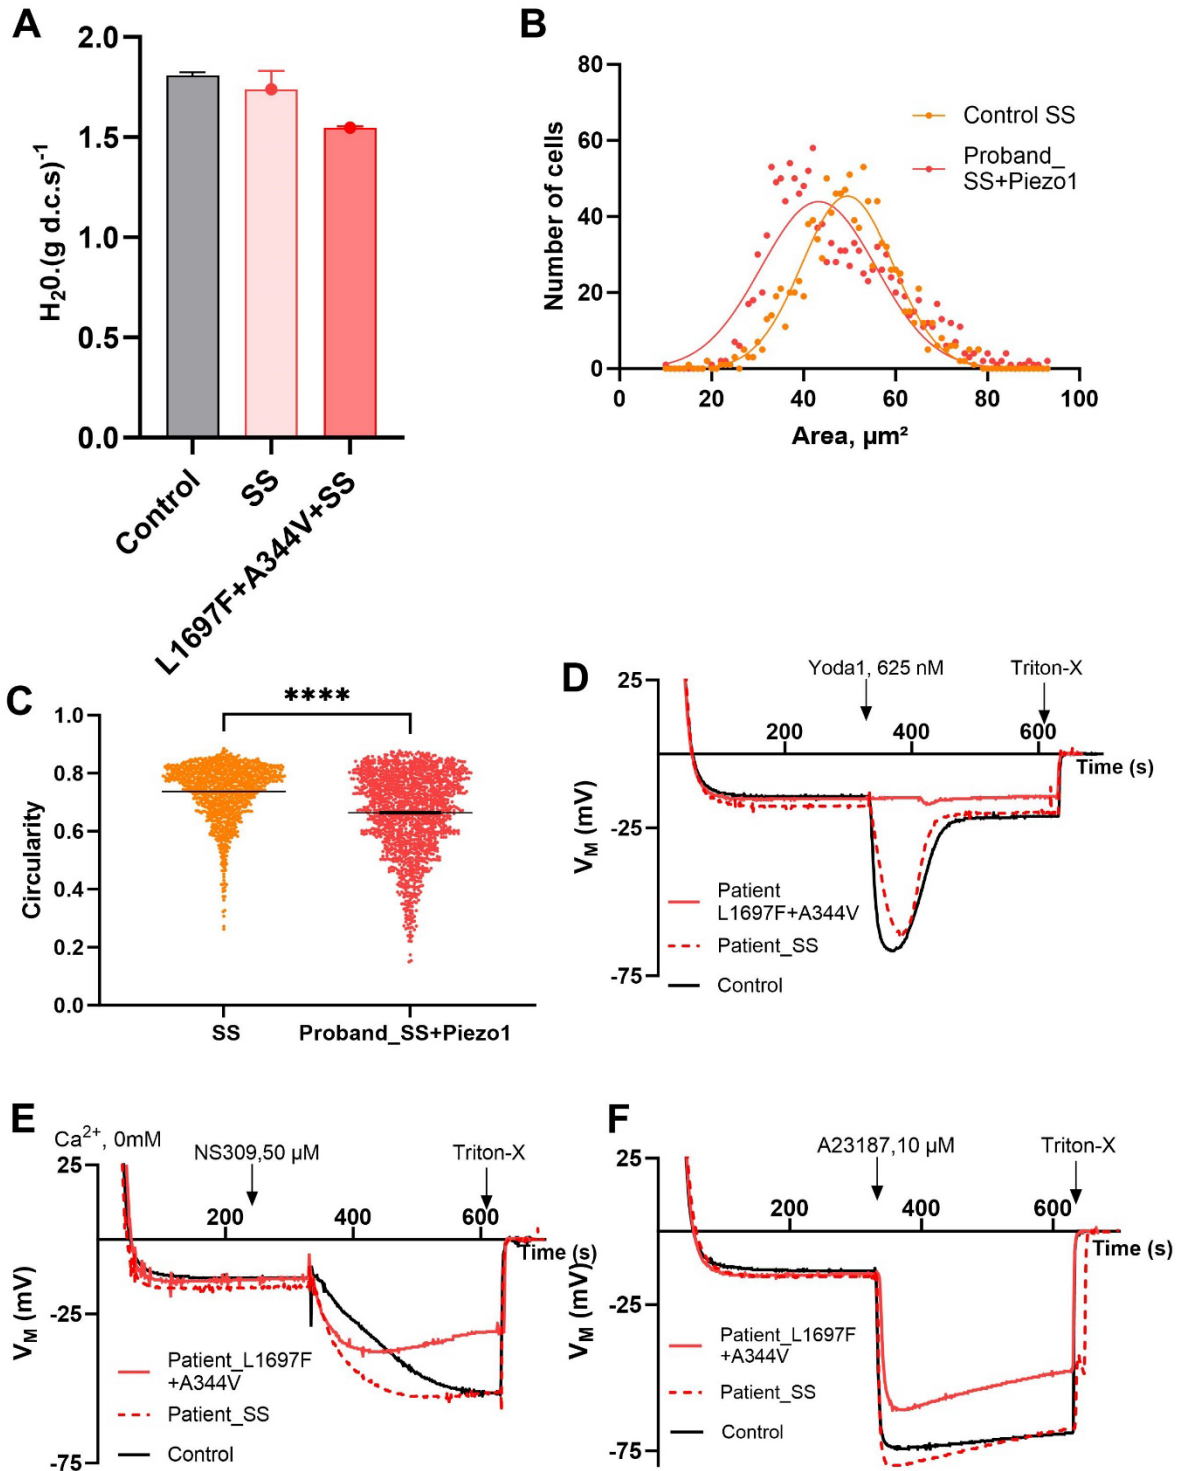 A
2.0
1.5
1.0
0.5
0.0
H₂0.(g d.c.s)⁻¹
Control
SS
L1697F+A344V+SS
B
80
60
40
20
0
Number of cells
0 20 40 60 80 100
Area, µm²
Control SS
Proband_
SS+Piezo1
C
****
1.0
0.8
0.6
0.4
0.2
0.0
Circularity
SS Proband_SS+Piezo1
D
Yoda1, 625 nM
Triton-X
25
-25
-75
200 400 600
Time (s)
V_M (mV)
Patient
L1697F+A344V
Patient_SS
Control
E
Ca²⁺, 0mM
NS309,50 µM
Triton-X
25
-25
-75
200 400 600
Time (s)
V_M (mV)
Patient_L1697F
+A344V
Patient_SS
Control
F
A23187,10 µM
Triton-X
25
-25
-75
200 400 600
Time (s)
V_M (mV)
Patient_L1697F
+A344V
Patient_SS
Control